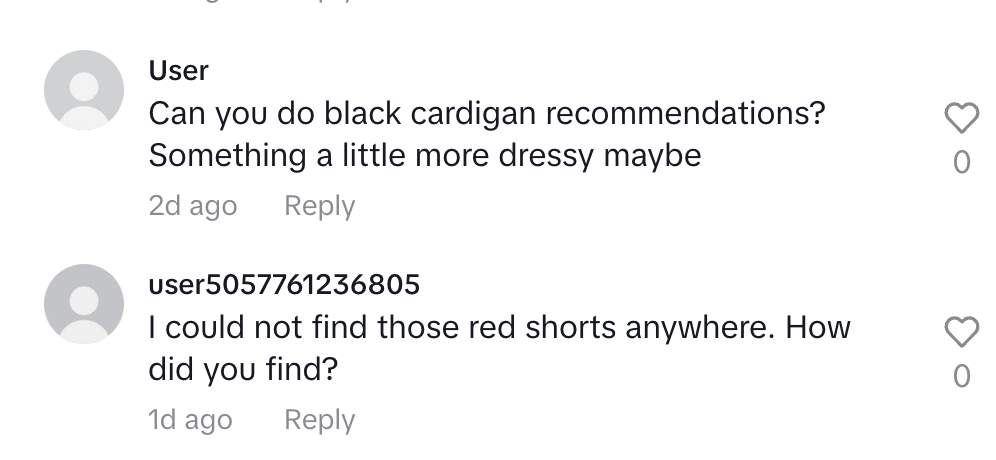 User
Can you do black cardigan recommendations?
Something a little more dressy maybe
0
2d ago Reply
user5057761236805
I could not find those red shorts anywhere. How
did you find?
0
1d ago Reply